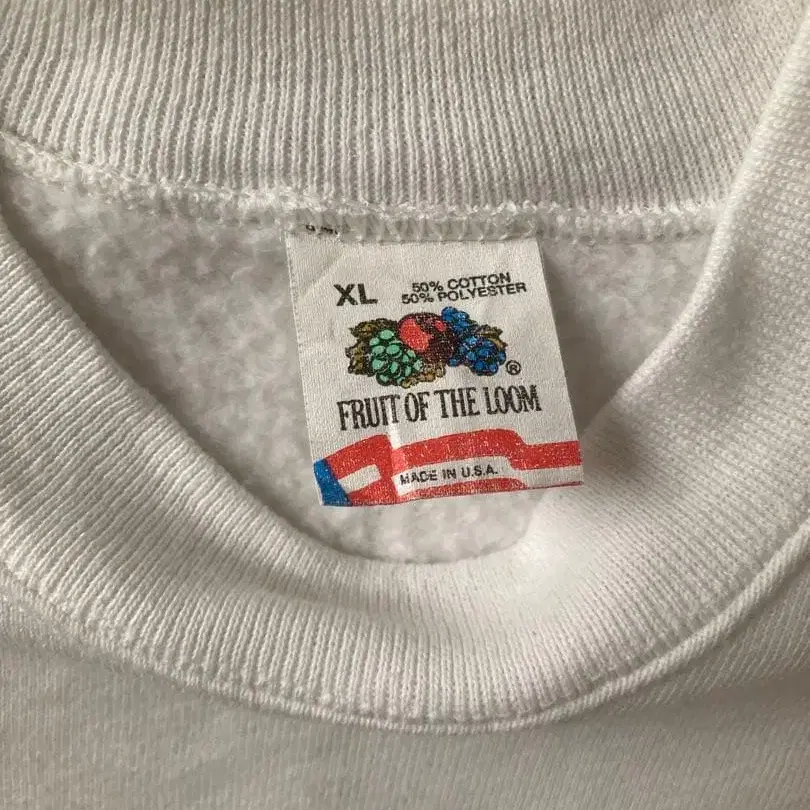 XL 50% COTTON
50% POLYESTER
®
FRUIT OF THE LOOM
MADE IN U.S.A.